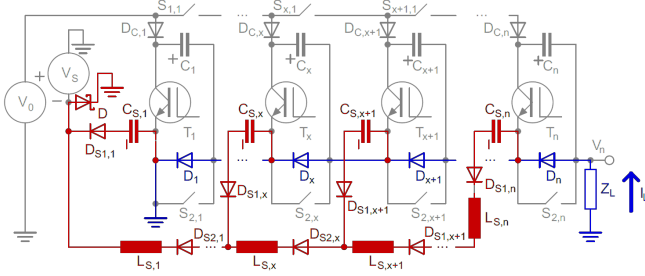 S1,1 Sx,1 Sx+1,1 ...
DC,1 ... DC,x DC,x+1 DC,n
+ C1 + Cx + Cx+1 + Cn
+ VS −
V0 +
D CS,1 CS,x CS,x+1 CS,n
T1 Tx Tx+1 Tn Vn
DS1,1 D1 ... Dx Dx+1 ... Dn
DS1,x DS1,x+1 DS1,n ZL IL
S2,1 S2,x S2,x+1 LS,n S2,n
DS2,1 DS2,x DS1,x+1
LS,1 ... LS,x LS,x+1 ...